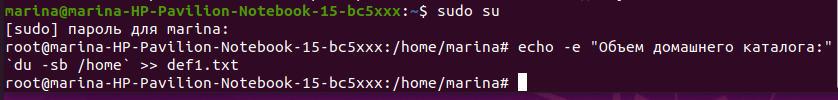 marina@marina-HP-Pavilion-Notebook-15-bc5xxx:~$ sudo su
[sudo] пароль для marina:
root@marina-HP-Pavilion-Notebook-15-bc5xxx:/home/marina# echo -e "Объем домашнего каталога:"
`du -sb /home` >> def1.txt
root@marina-HP-Pavilion-Notebook-15-bc5xxx:/home/marina#